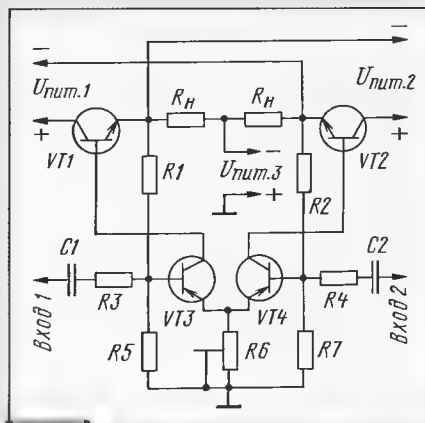 − −
Uпит.1 Rн Rн Uпит.2
+ − +
VT1 Uпит.3 VT2
R1 + R2
C1 C2
R3 R4
Вход 1 VT3 VT4 Вход 2
R5 R6 R7